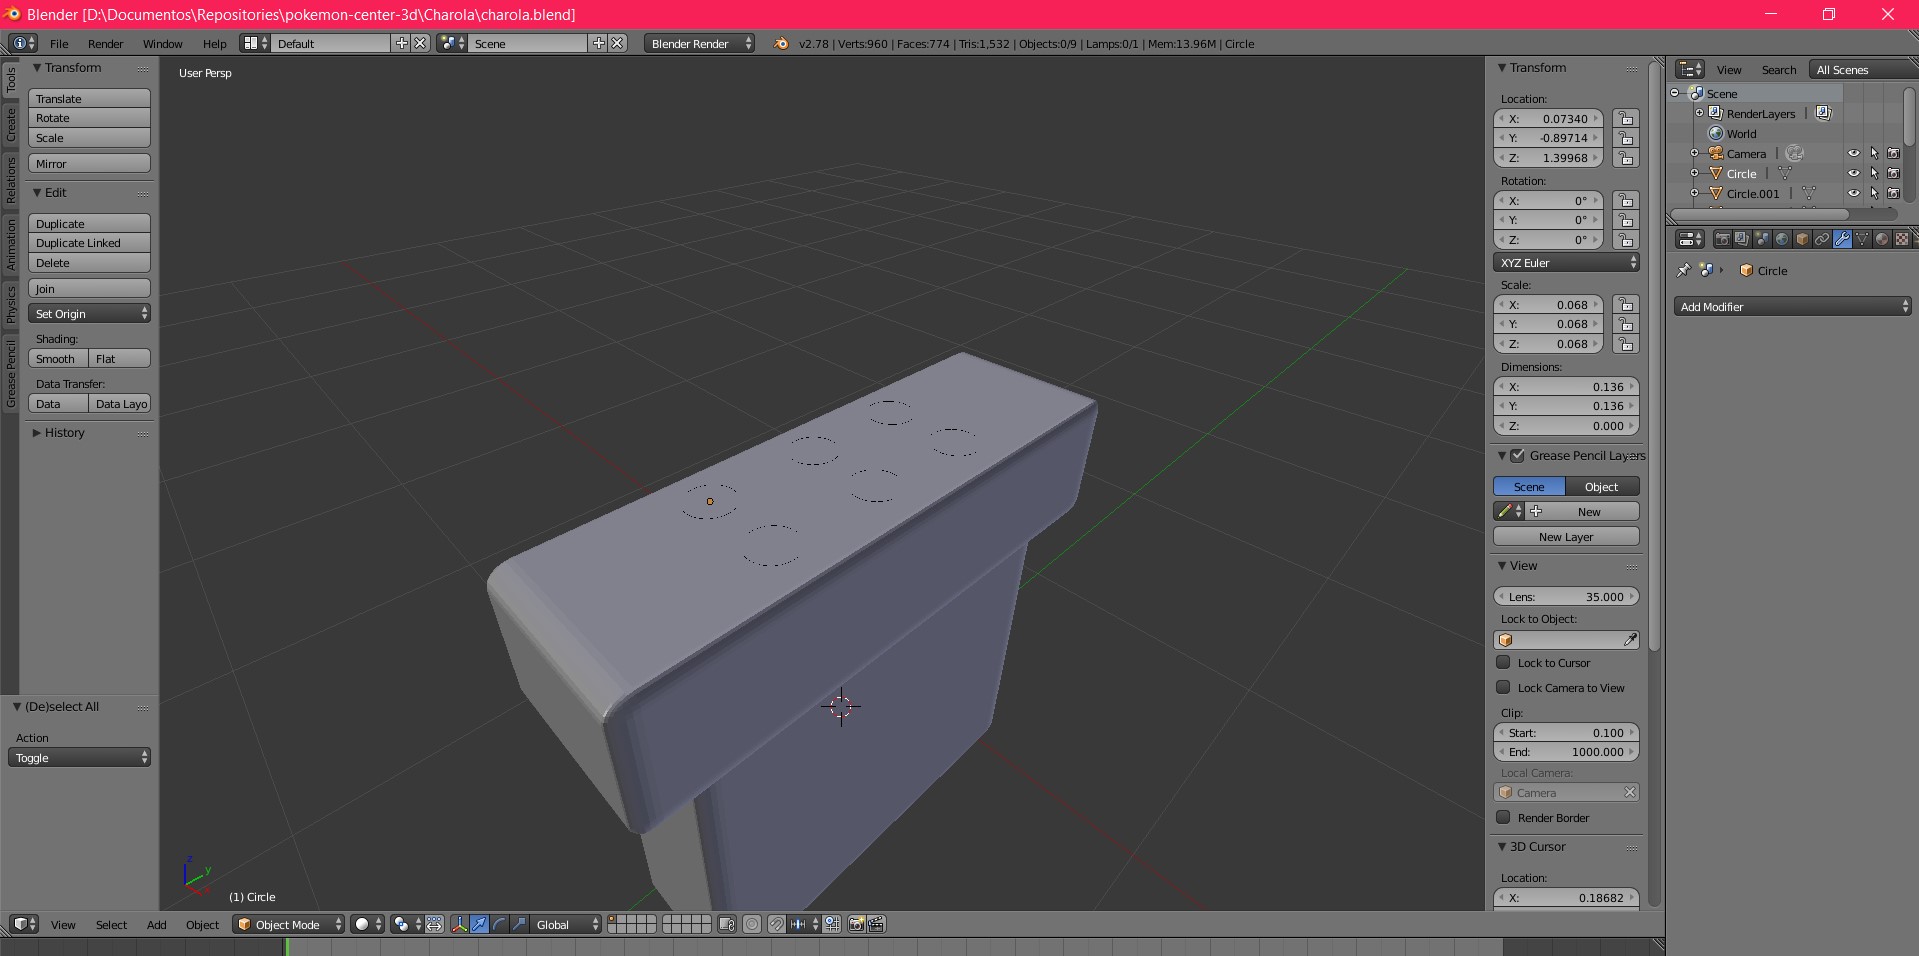 Blender [D:\Documentos\Repositories\pokemon-center-3d\Charola\charola.blend]
File Render Window Help Default Scene Blender Render v2.78 | Verts:960 | Faces:774 | Tris:1,532 | Objects:0/9 | Lamps:0/1 | Mem:13.96M | Circle
Tools
Create
Relations
Animation
Physics
Grease Pencil
Transform
Translate
Rotate
Scale
Mirror
Edit
Duplicate
Duplicate Linked
Delete
Join
Set Origin
Shading:
Smooth Flat
Data Transfer:
Data Data Layo
History
(De)select All
Action
Toggle
User Persp
z
y
x
(1) Circle
View Select Add Object Object Mode Global
Transform
Location:
X: 0.07340
Y: -0.89714
Z: 1.39968
Rotation:
X: 0°
Y: 0°
Z: 0°
XYZ Euler
Scale:
X: 0.068
Y: 0.068
Z: 0.068
Dimensions:
X: 0.136
Y: 0.136
Z: 0.000
Grease Pencil Layers
Scene Object
New
New Layer
View
Lens: 35.000
Lock to Object:
Lock to Cursor
Lock Camera to View
Clip:
Start: 0.100
End: 1000.000
Local Camera:
Camera
Render Border
3D Cursor
Location:
X: 0.18682
View Search All Scenes
Scene
RenderLayers
World
Camera
Circle
Circle.001
Circle
Add Modifier